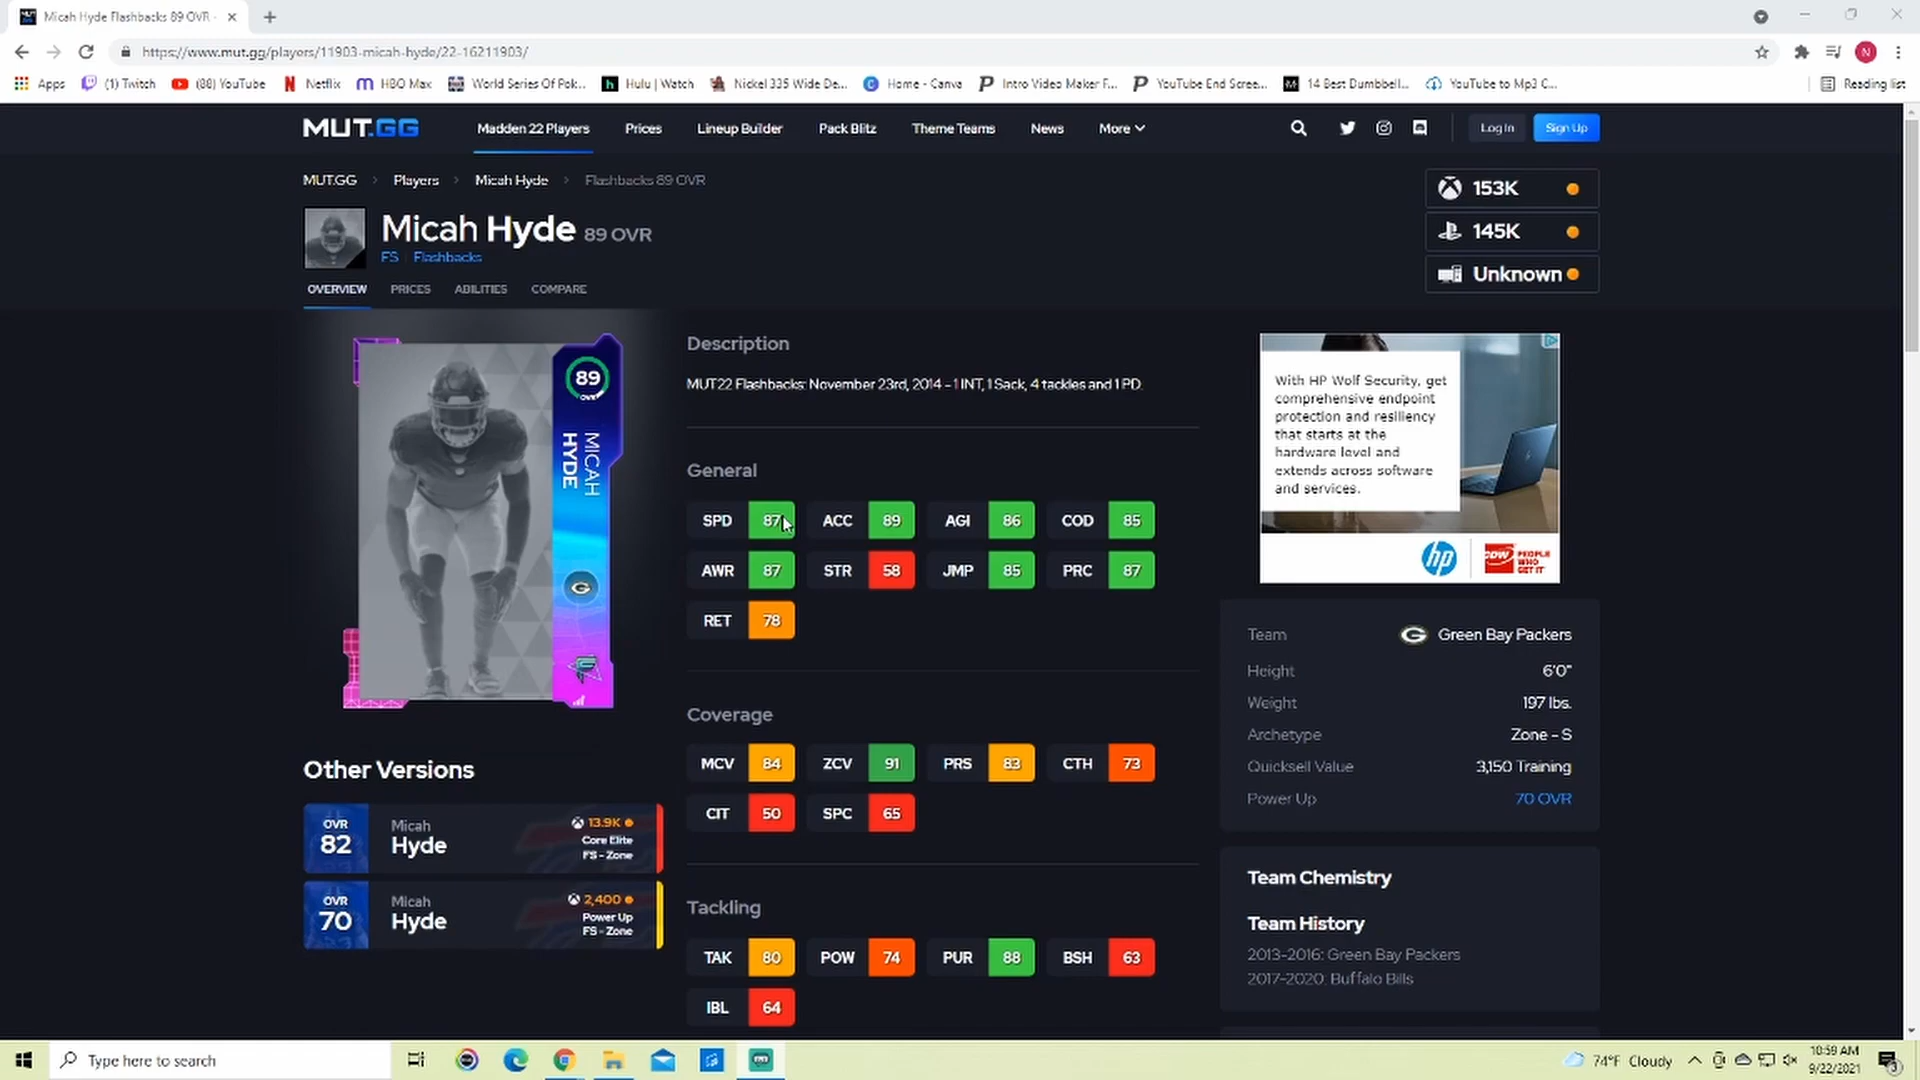 Micah Hyde Flashbacks 89 OVR -
https://www.mut.gg/players/11903-micah-hyde/22-16211903/
N
Apps (1) Twitch (88) YouTube Netflix HBO Max World Series Of Pok... Hulu | Watch Nickel 335 Wide De... Home - Canva Intro Video Maker F... YouTube End Scree... 14 Best Dumbbell... YouTube to Mp3 C... Reading list
MUT.GG Madden 22 Players Prices Lineup Builder Pack Blitz Theme Teams News More Log In Sign Up
MUT.GG > Players > Micah Hyde > Flashbacks 89 OVR
153K
Micah Hyde 89 OVR
145K
FS Flashbacks
Unknown
OVERVIEW PRICES ABILITIES COMPARE
89
OVR
MICAH
HYDE
G
Description
MUT22 Flashbacks: November 23rd, 2014 - 1 INT, 1 Sack, 4 tackles and 1 PD.
General
SPD 87 ACC 89 AGI 86 COD 85
AWR 87 STR 58 JMP 85 PRC 87
RET 78
Coverage
MCV 84 ZCV 91 PRS 83 CTH 73
CIT 50 SPC 65
Tackling
TAK 80 POW 74 PUR 88 BSH 63
IBL 64
Other Versions
OVR
82
Micah
Hyde
13.9K
Core Elite
FS - Zone
OVR
70
Micah
Hyde
2,400
Power Up
FS - Zone
With HP Wolf Security, get
comprehensive endpoint
protection and resiliency
that starts at the
hardware level and
extends across software
and services.
hp
CDW PEOPLE
WHO
GET IT
Team G Green Bay Packers
Height 6'0"
Weight 197 lbs.
Archetype Zone - S
Quicksell Value 3,150 Training
Power Up 70 OVR
Team Chemistry
Team History
2013-2016: Green Bay Packers
2017-2020: Buffalo Bills
Type here to search
74°F Cloudy
10:59 AM
9/22/2021
3